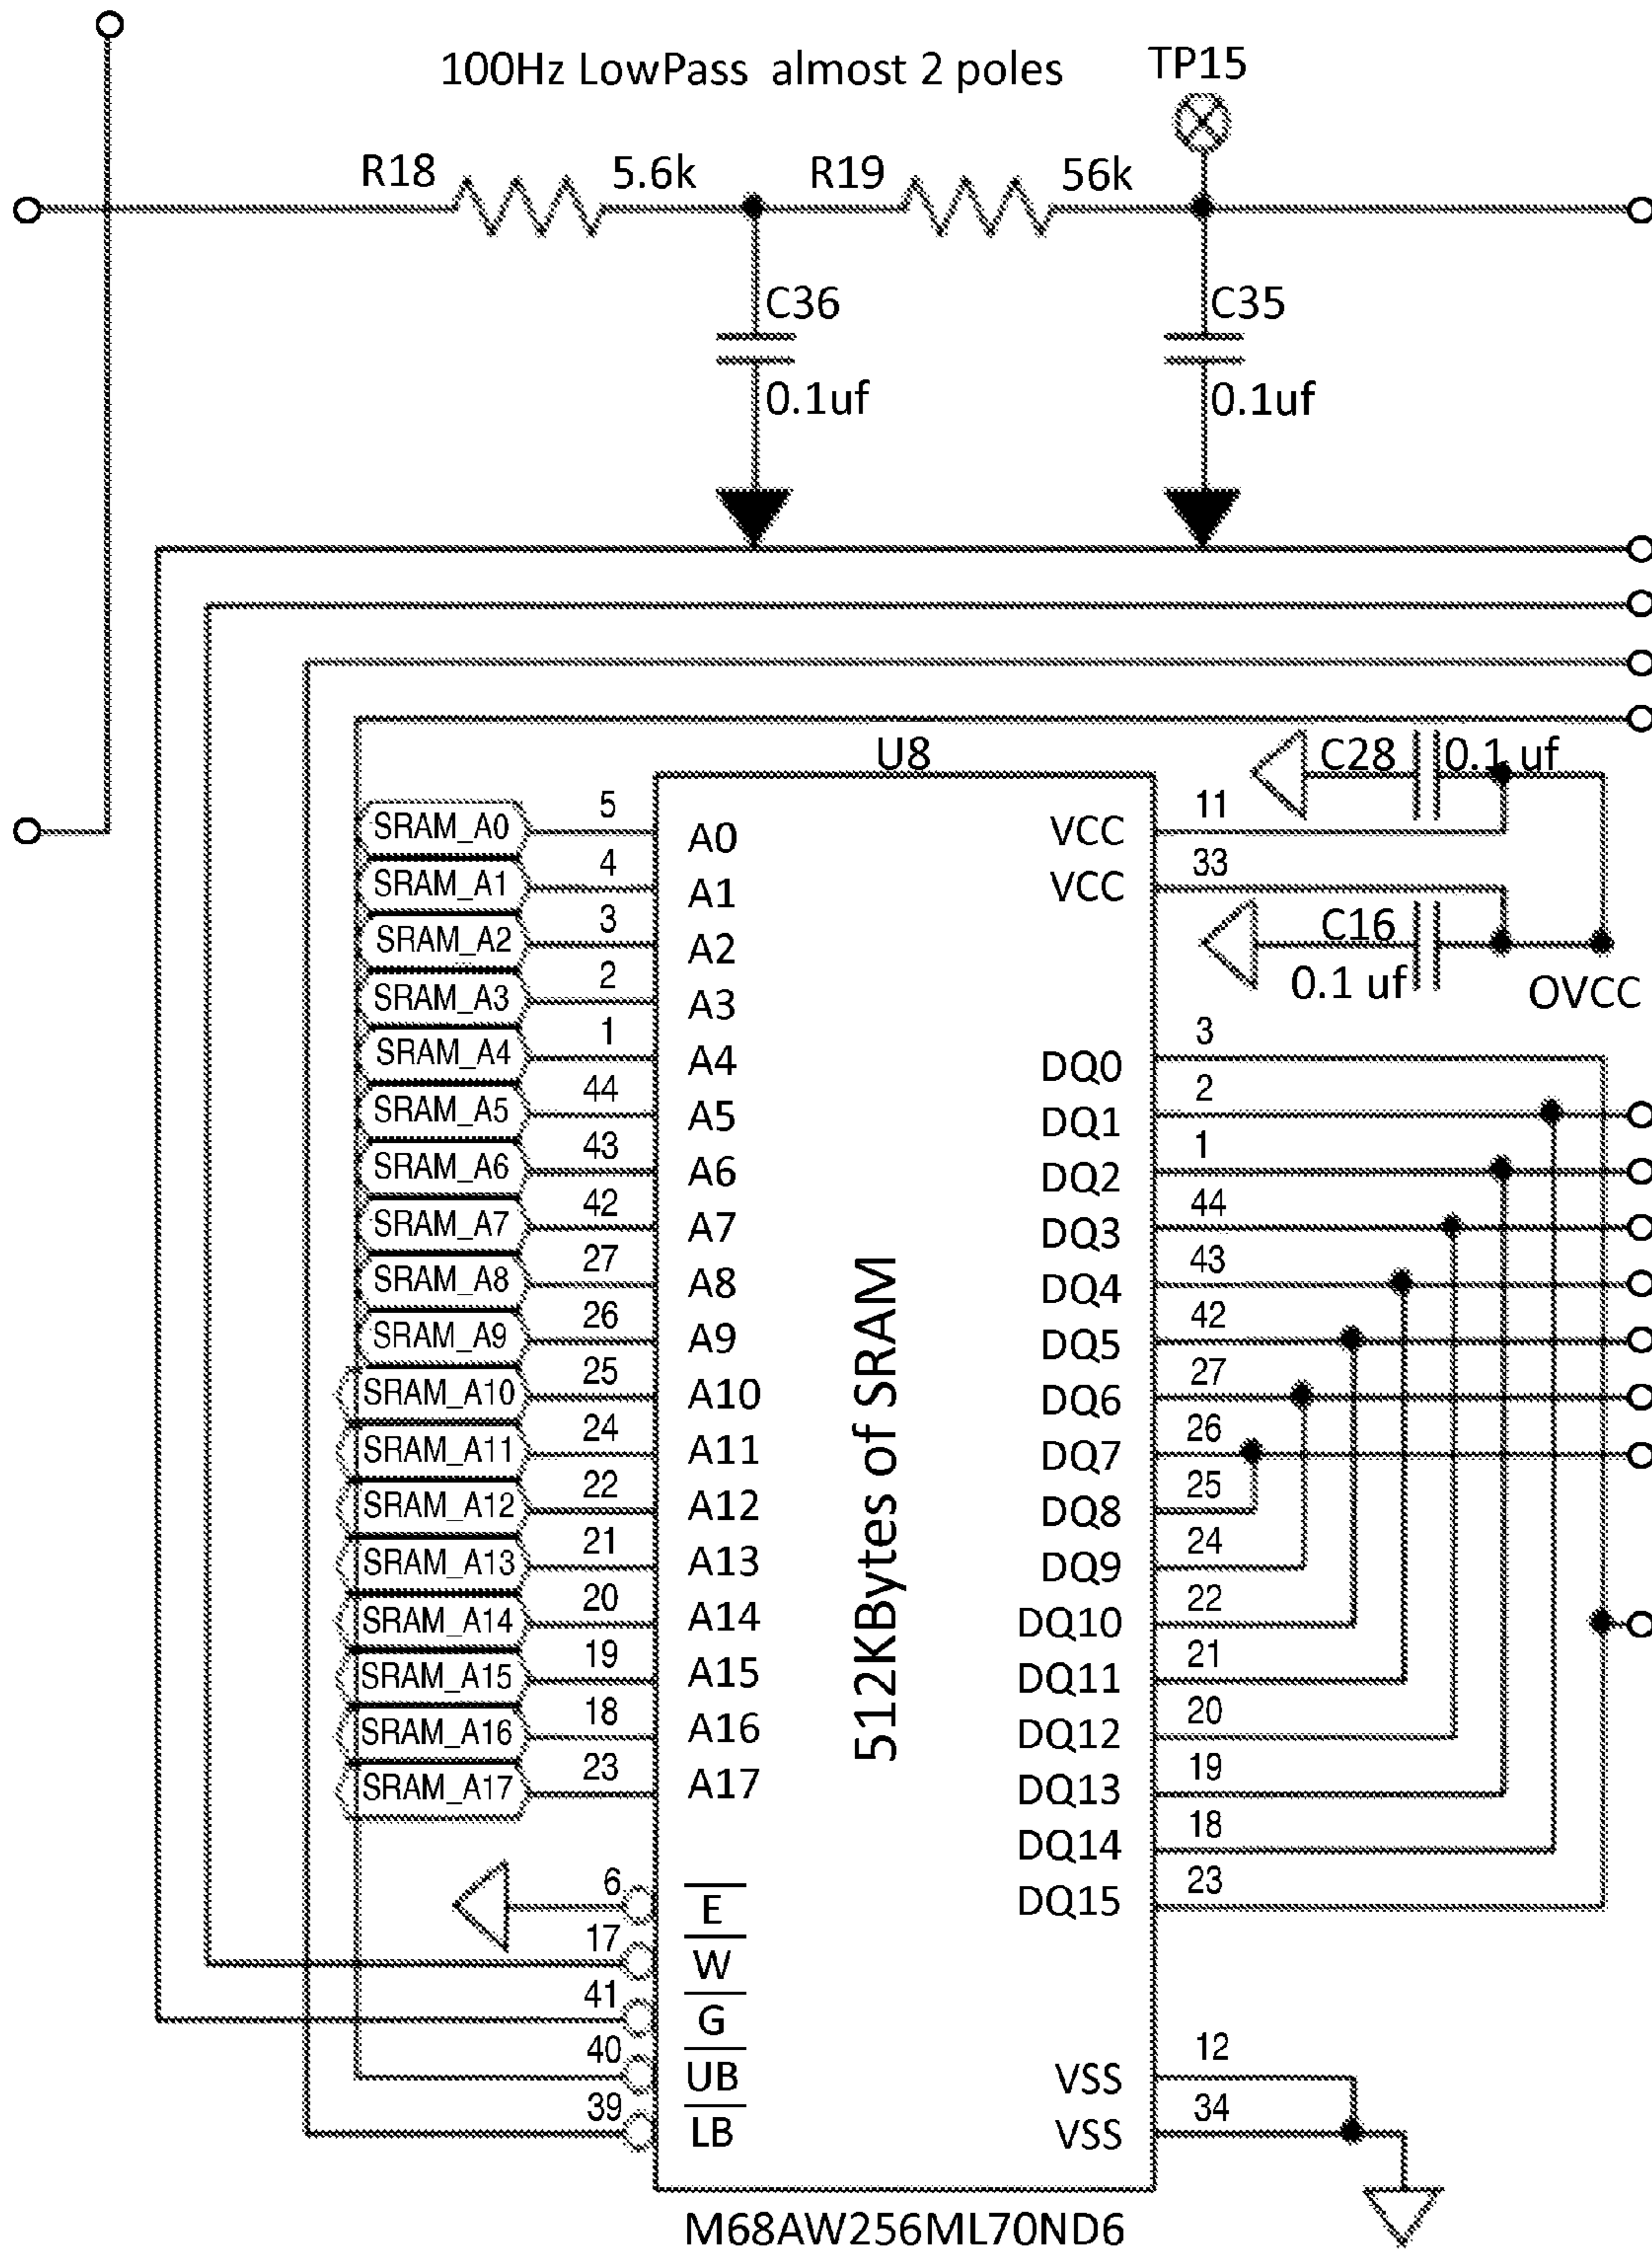 100Hz LowPass almost 2 poles
TP15
R18 5.6k R19 56k
C36 C35
0.1uf 0.1uf
U8
C28 0.1 uf
SRAM_A0 5 A0 VCC 11
SRAM_A1 4 A1 VCC 33
SRAM_A2 3 A2 C16
SRAM_A3 2 A3 0.1 uf OVCC
SRAM_A4 1 A4 DQ0 3
SRAM_A5 44 A5 DQ1 2
SRAM_A6 43 A6 DQ2 1
SRAM_A7 42 A7 DQ3 44
SRAM_A8 27 A8 DQ4 43
SRAM_A9 26 A9 DQ5 42
SRAM_A10 25 A10 DQ6 27
SRAM_A11 24 A11 DQ7 26
SRAM_A12 22 A12 DQ8 25
SRAM_A13 21 A13 DQ9 24
SRAM_A14 20 A14 DQ10 22
SRAM_A15 19 A15 DQ11 21
SRAM_A16 18 A16 DQ12 20
SRAM_A17 23 A17 DQ13 19
512KBytes of SRAM
DQ14 18
6 E DQ15 23
17 W
41 G
40 UB VSS 12
39 LB VSS 34
M68AW256ML70ND6